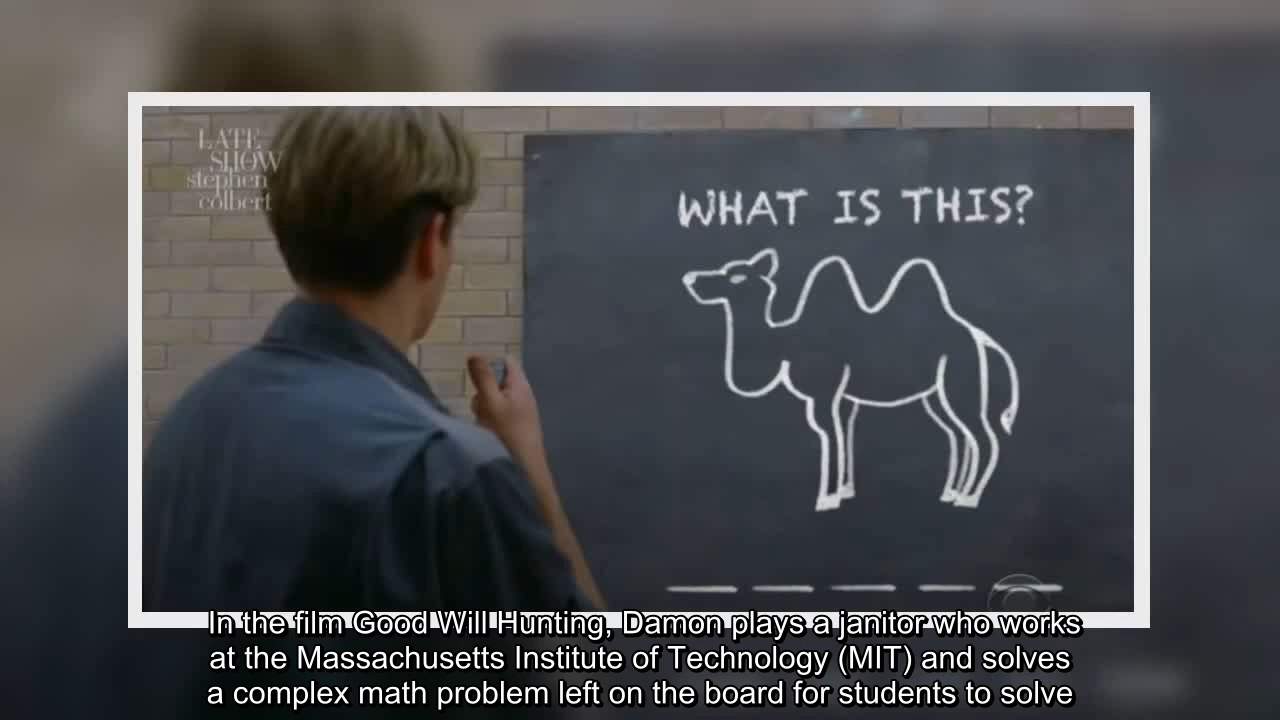 LATE
SHOW
stephen
colbert
WHAT IS THIS?
In the film Good Will Hunting, Damon plays a janitor who works
at the Massachusetts Institute of Technology (MIT) and solves
a complex math problem left on the board for students to solve